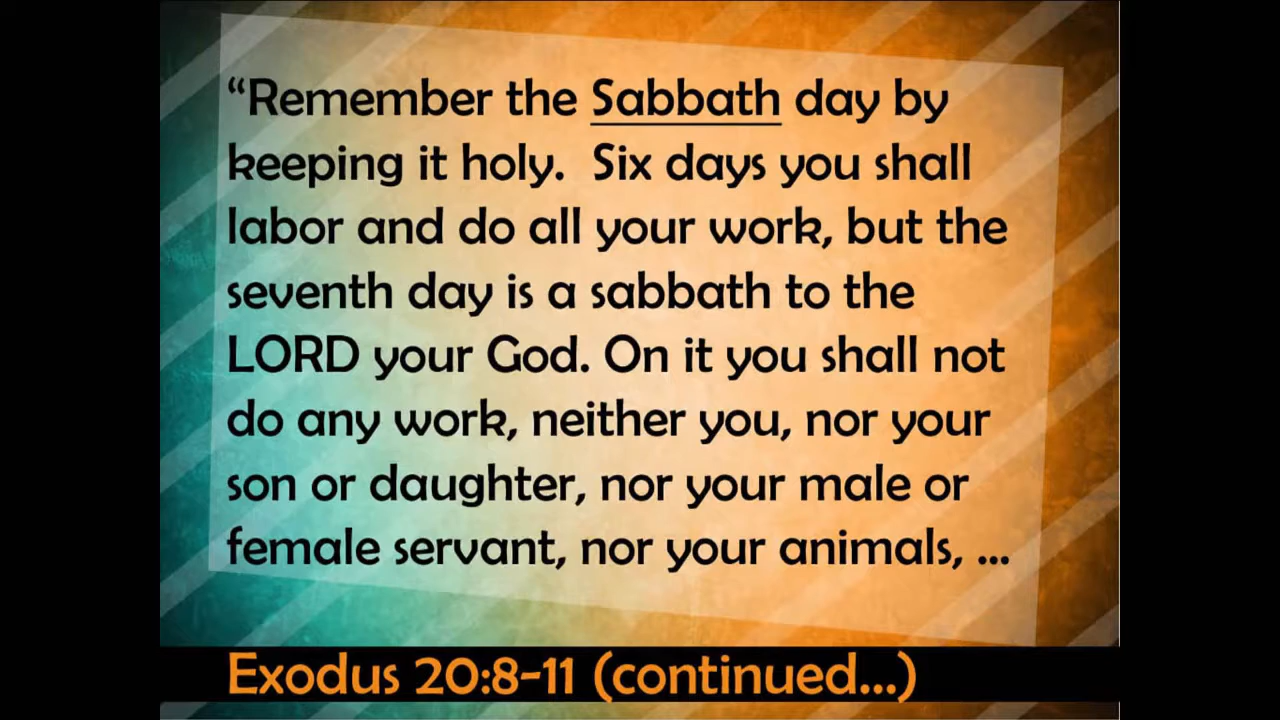 “Remember the Sabbath day by
keeping it holy.  Six days you shall
labor and do all your work, but the
seventh day is a sabbath to the
LORD your God. On it you shall not
do any work, neither you, nor your
son or daughter, nor your male or
female servant, nor your animals, ...
Exodus 20:8-11 (continued...)